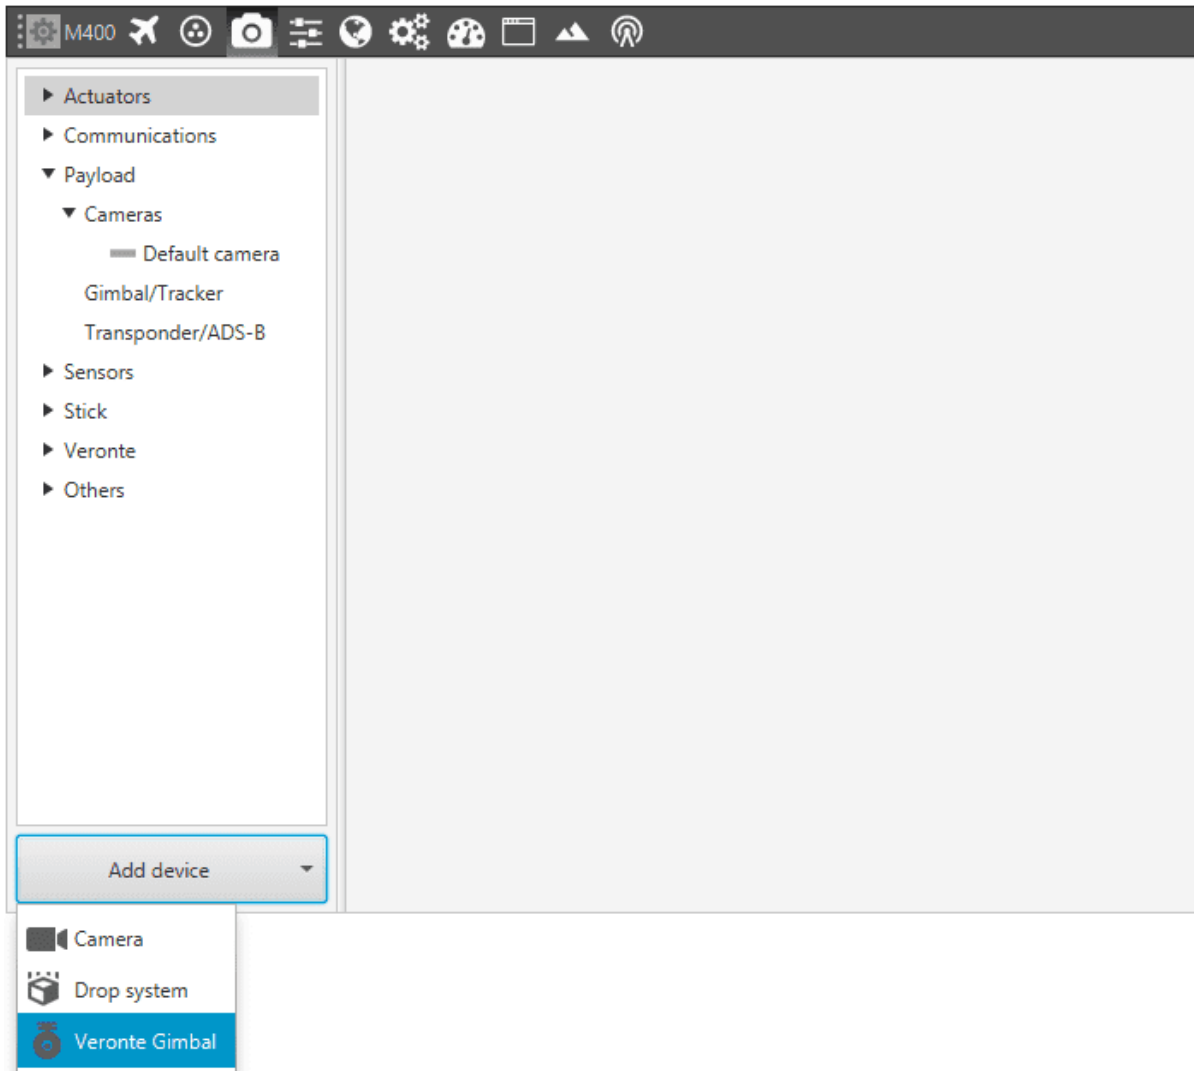 M400
Actuators
Communications
Payload
Cameras
Default camera
Gimbal/Tracker
Transponder/ADS-B
Sensors
Stick
Veronte
Others
Add device
Camera
Drop system
Veronte Gimbal